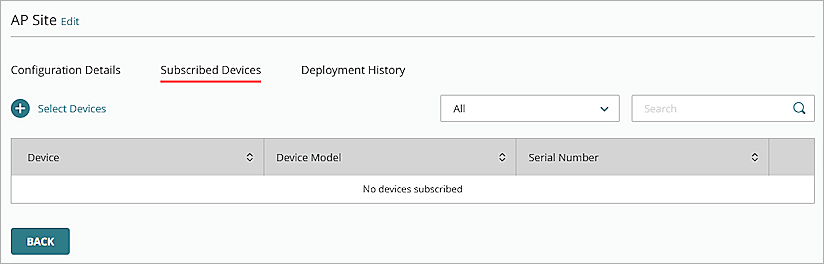 AP Site Edit
Configuration Details Subscribed Devices Deployment History
Select Devices All Search
Device Device Model Serial Number
No devices subscribed
BACK